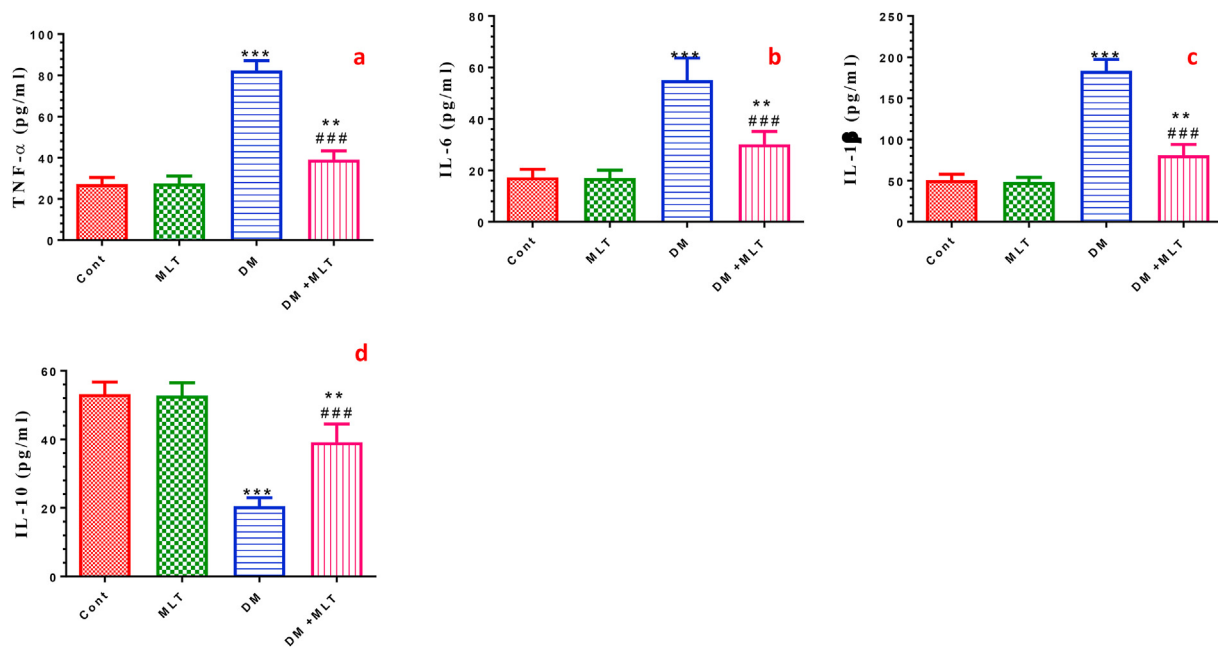 a
TNF-α (pg/ml)
100
80
60
40
20
0
***
**
###
Cont
MLT
DM
DM +MLT
b
IL-6 (pg/ml)
80
60
40
20
0
***
**
###
Cont
MLT
DM
DM +MLT
c
IL-1β (pg/ml)
250
200
150
100
50
0
***
**
###
Cont
MLT
DM
DM +MLT
d
IL-10 (pg/ml)
60
40
20
0
***
**
###
Cont
MLT
DM
DM +MLT